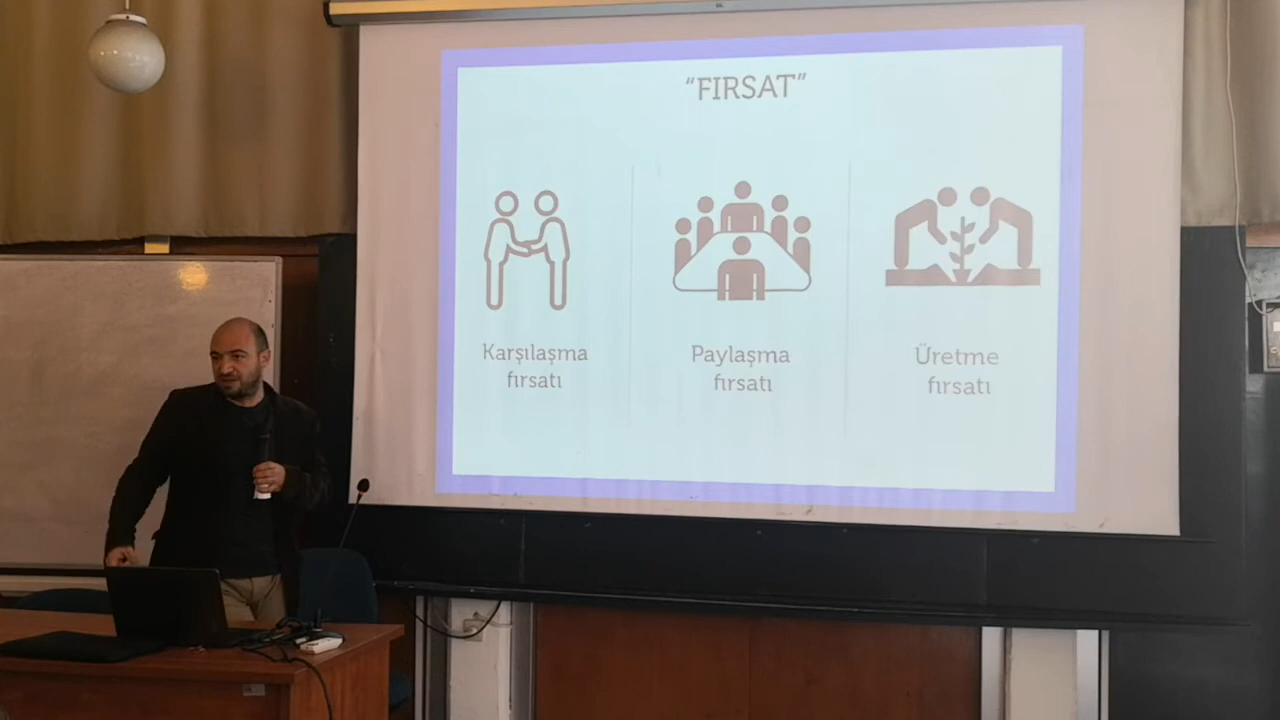 “FIRSAT”
Karşılaşma
fırsatı
Paylaşma
fırsatı
Üretme
fırsatı